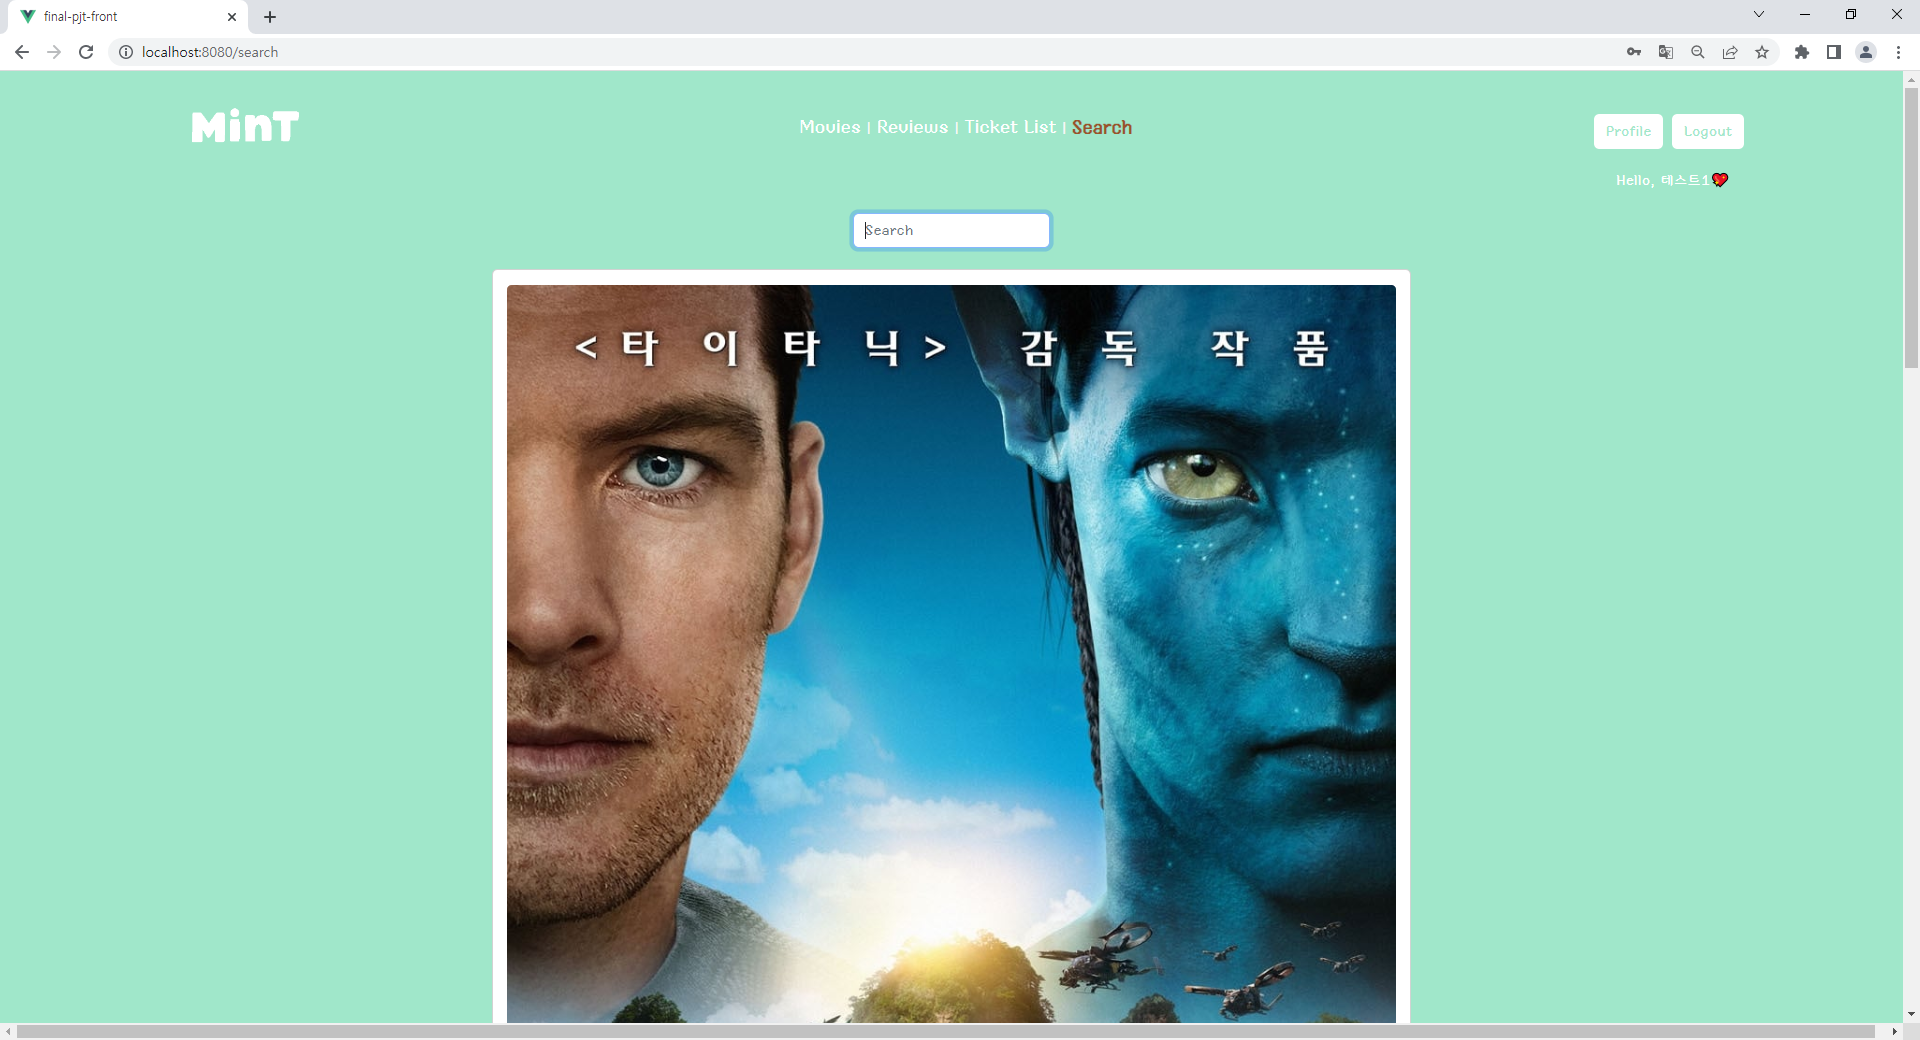 final-pjt-front
localhost:8080/search
MinT
Movies | Reviews | Ticket List | Search
Profile
Logout
Hello, 테스트1
Search
<타이타닉> 감독 작품